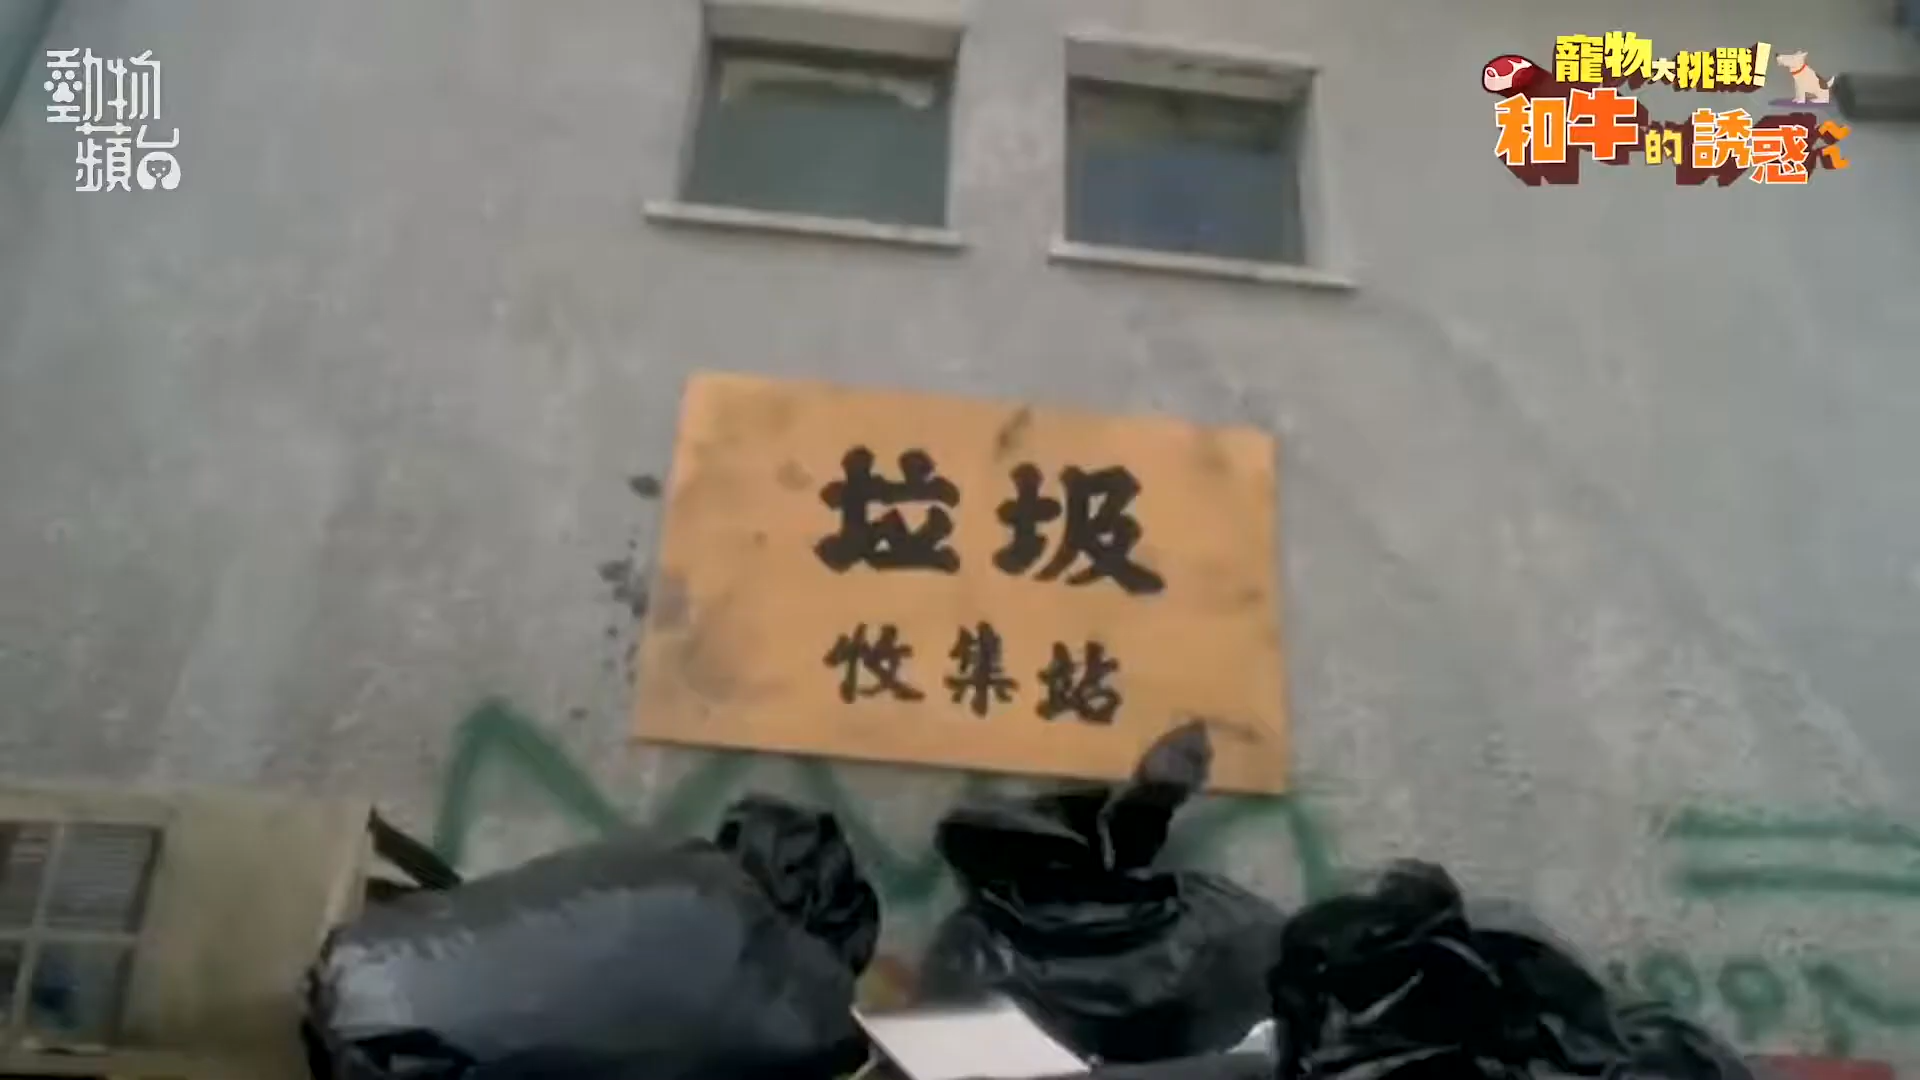 動物
蘋台
寵物大挑戰!
和牛的誘惑~~
垃圾
收集站